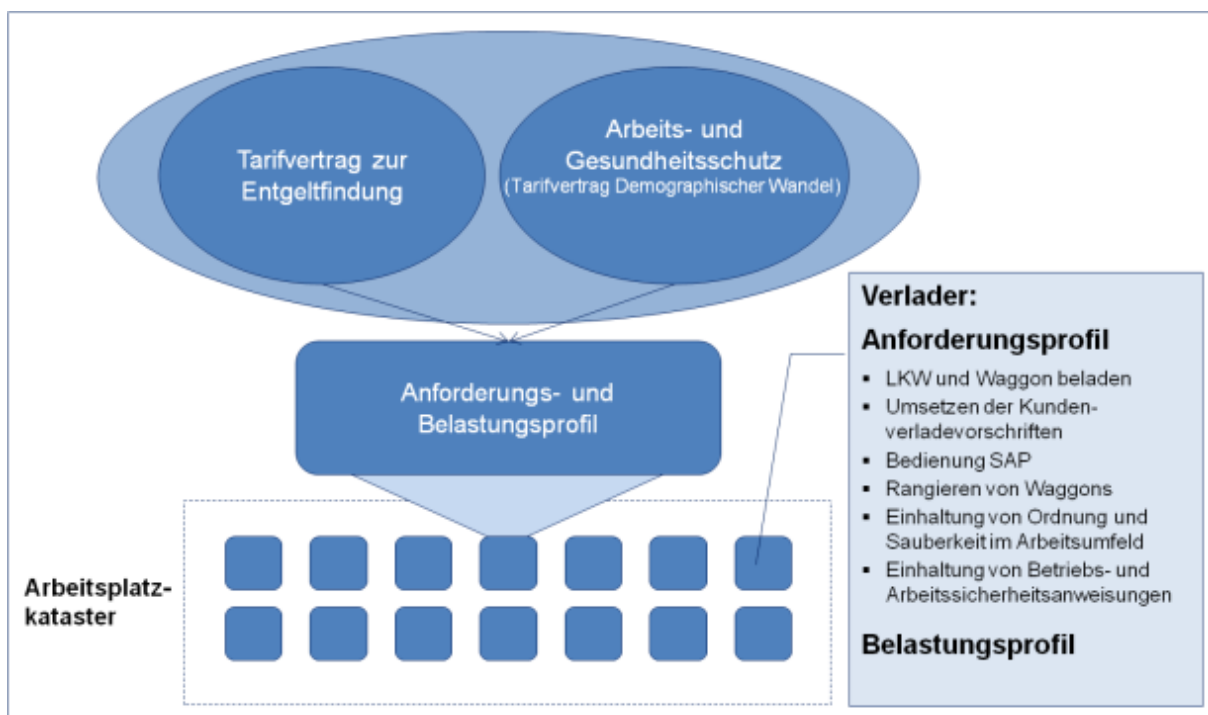 Tarifvertrag zur
Entgeltfindung
Arbeits- und
Gesundheitsschutz
(Tarifvertrag Demographischer Wandel)
Anforderungs- und
Belastungsprofil
Arbeitsplatz-
kataster
Verlader:
Anforderungsprofil
▪ LKW und Waggon beladen
▪ Umsetzen der Kunden-
verladevorschriften
▪ Bedienung SAP
▪ Rangieren von Waggons
▪ Einhaltung von Ordnung und
Sauberkeit im Arbeitsumfeld
▪ Einhaltung von Betriebs- und
Arbeitssicherheitsanweisungen
Belastungsprofil